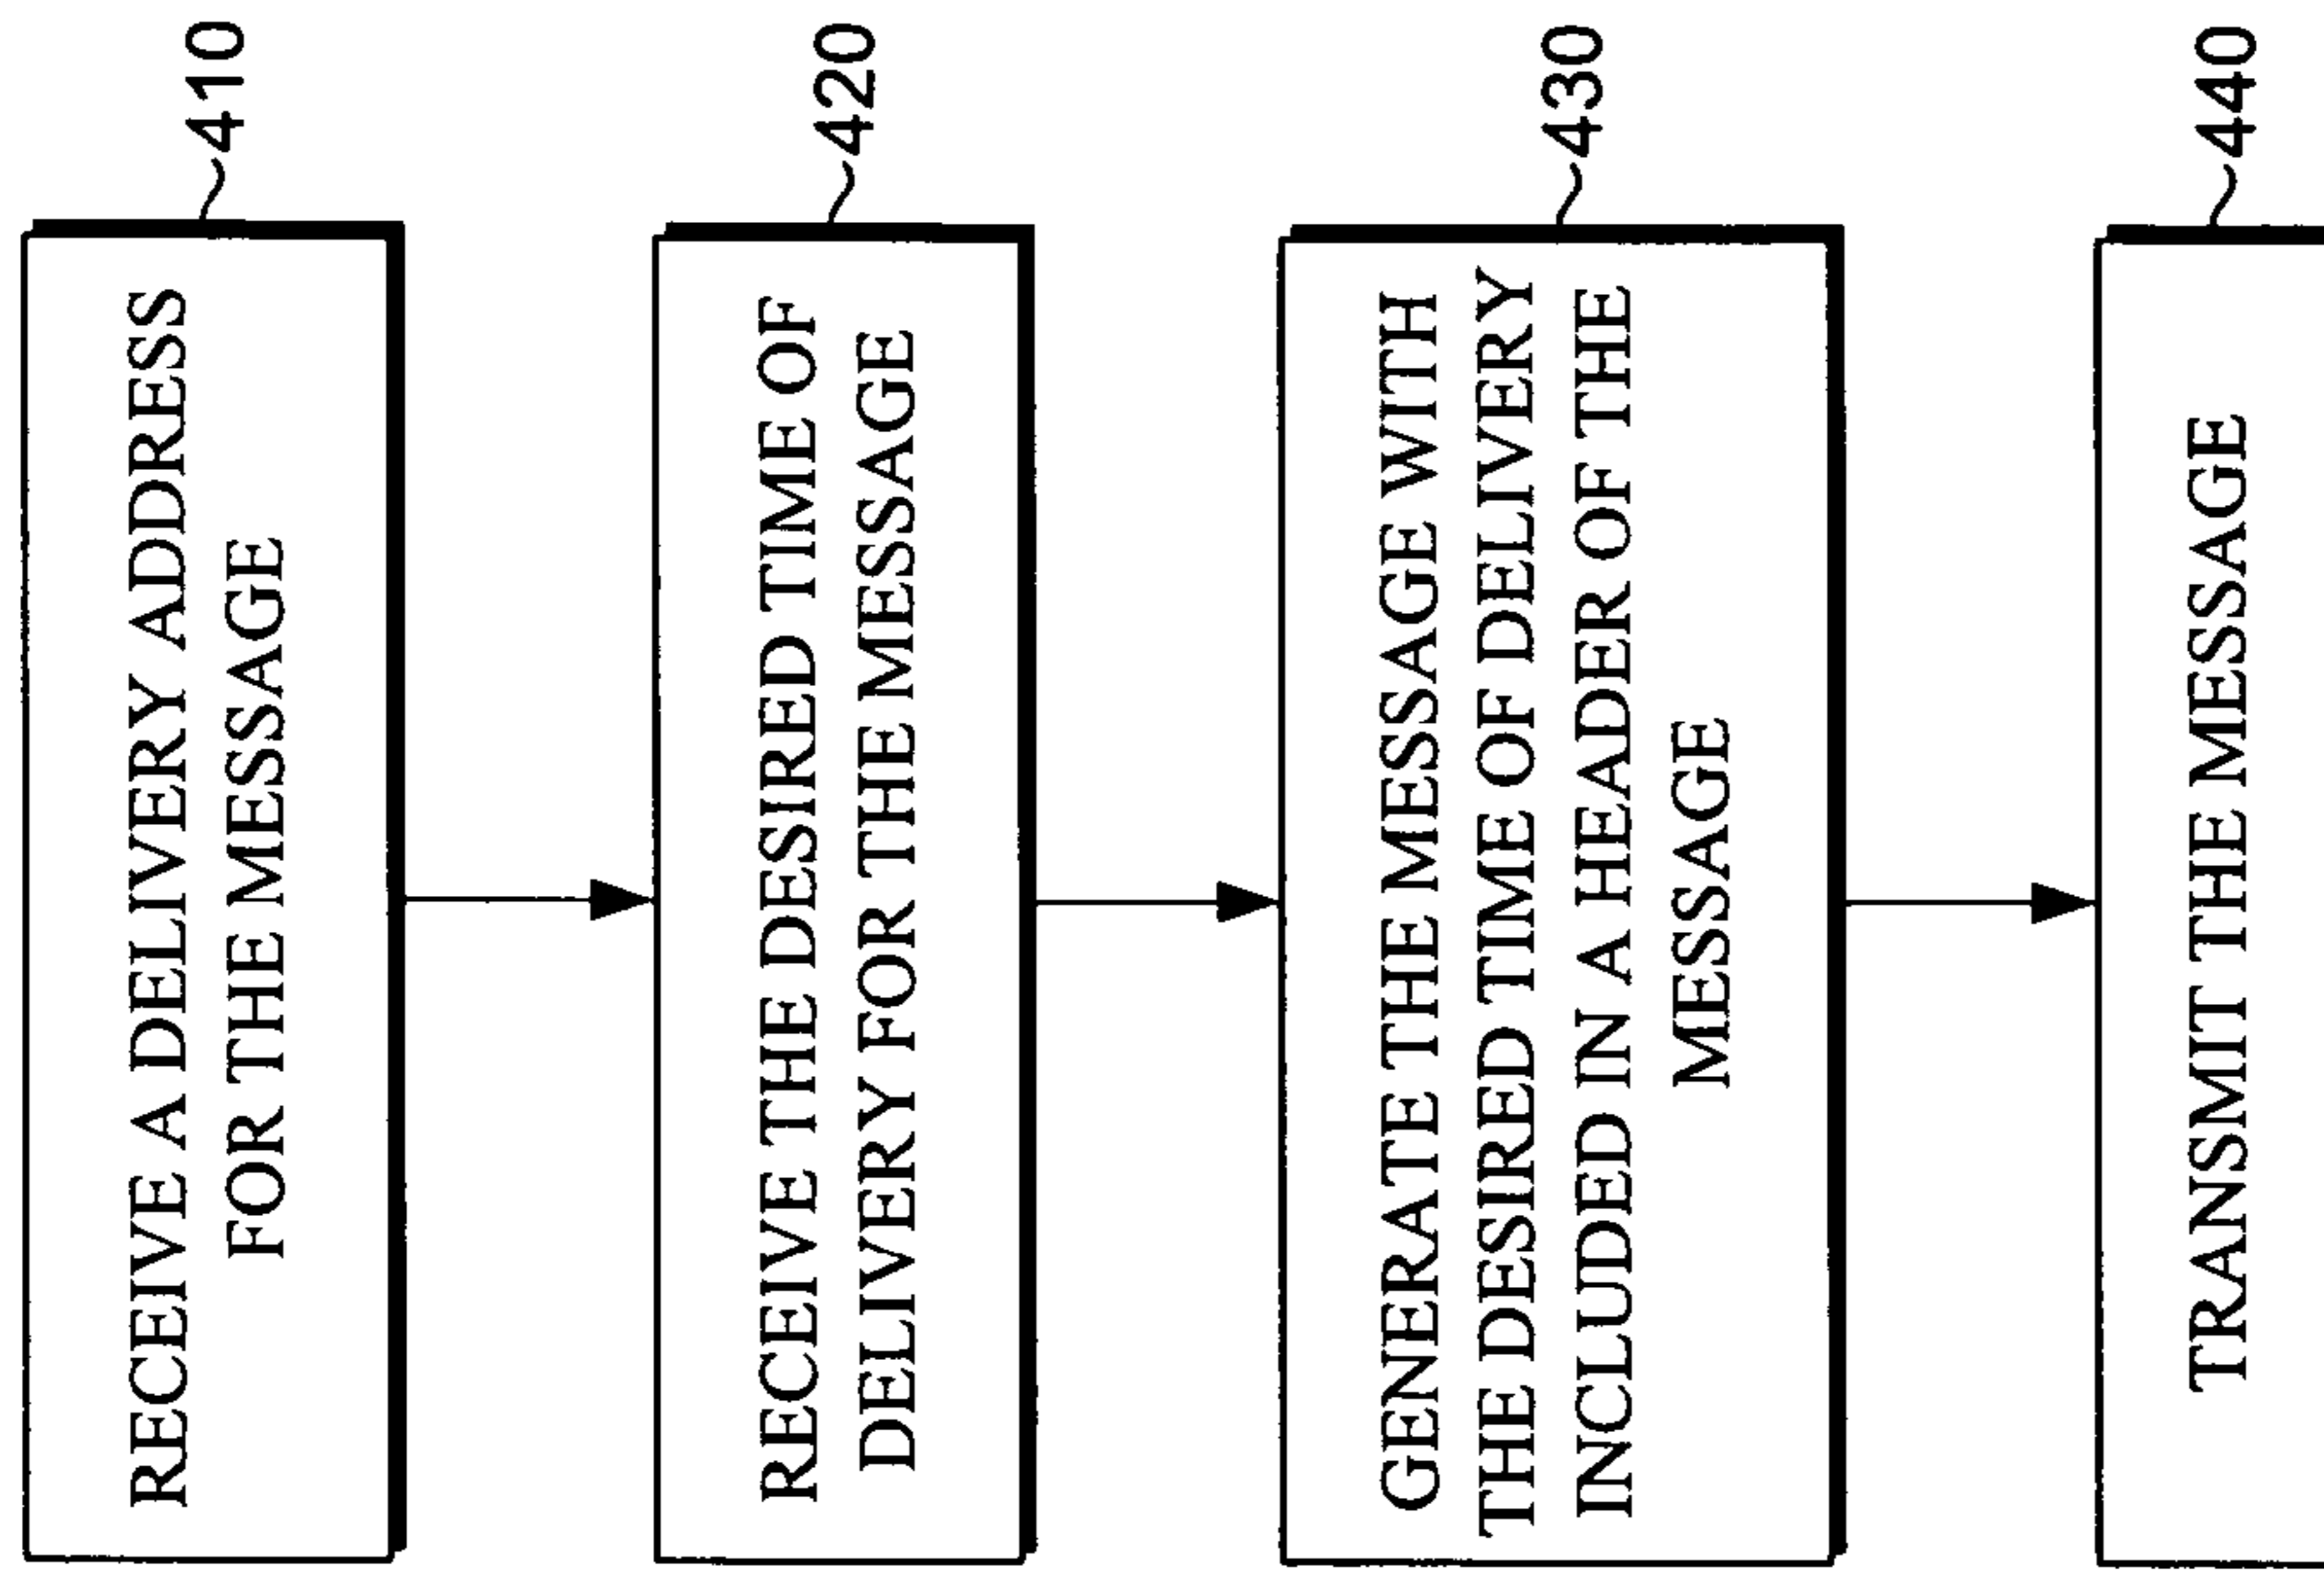 RECEIVE A DELIVERY ADDRESS
FOR THE MESSAGE
410
RECEIVE THE DESIRED TIME OF
DELIVERY FOR THE MESSAGE
420
GENERATE THE MESSAGE WITH
THE DESIRED TIME OF DELIVERY
INCLUDED IN A HEADER OF THE
MESSAGE
430
TRANSMIT THE MESSAGE
440